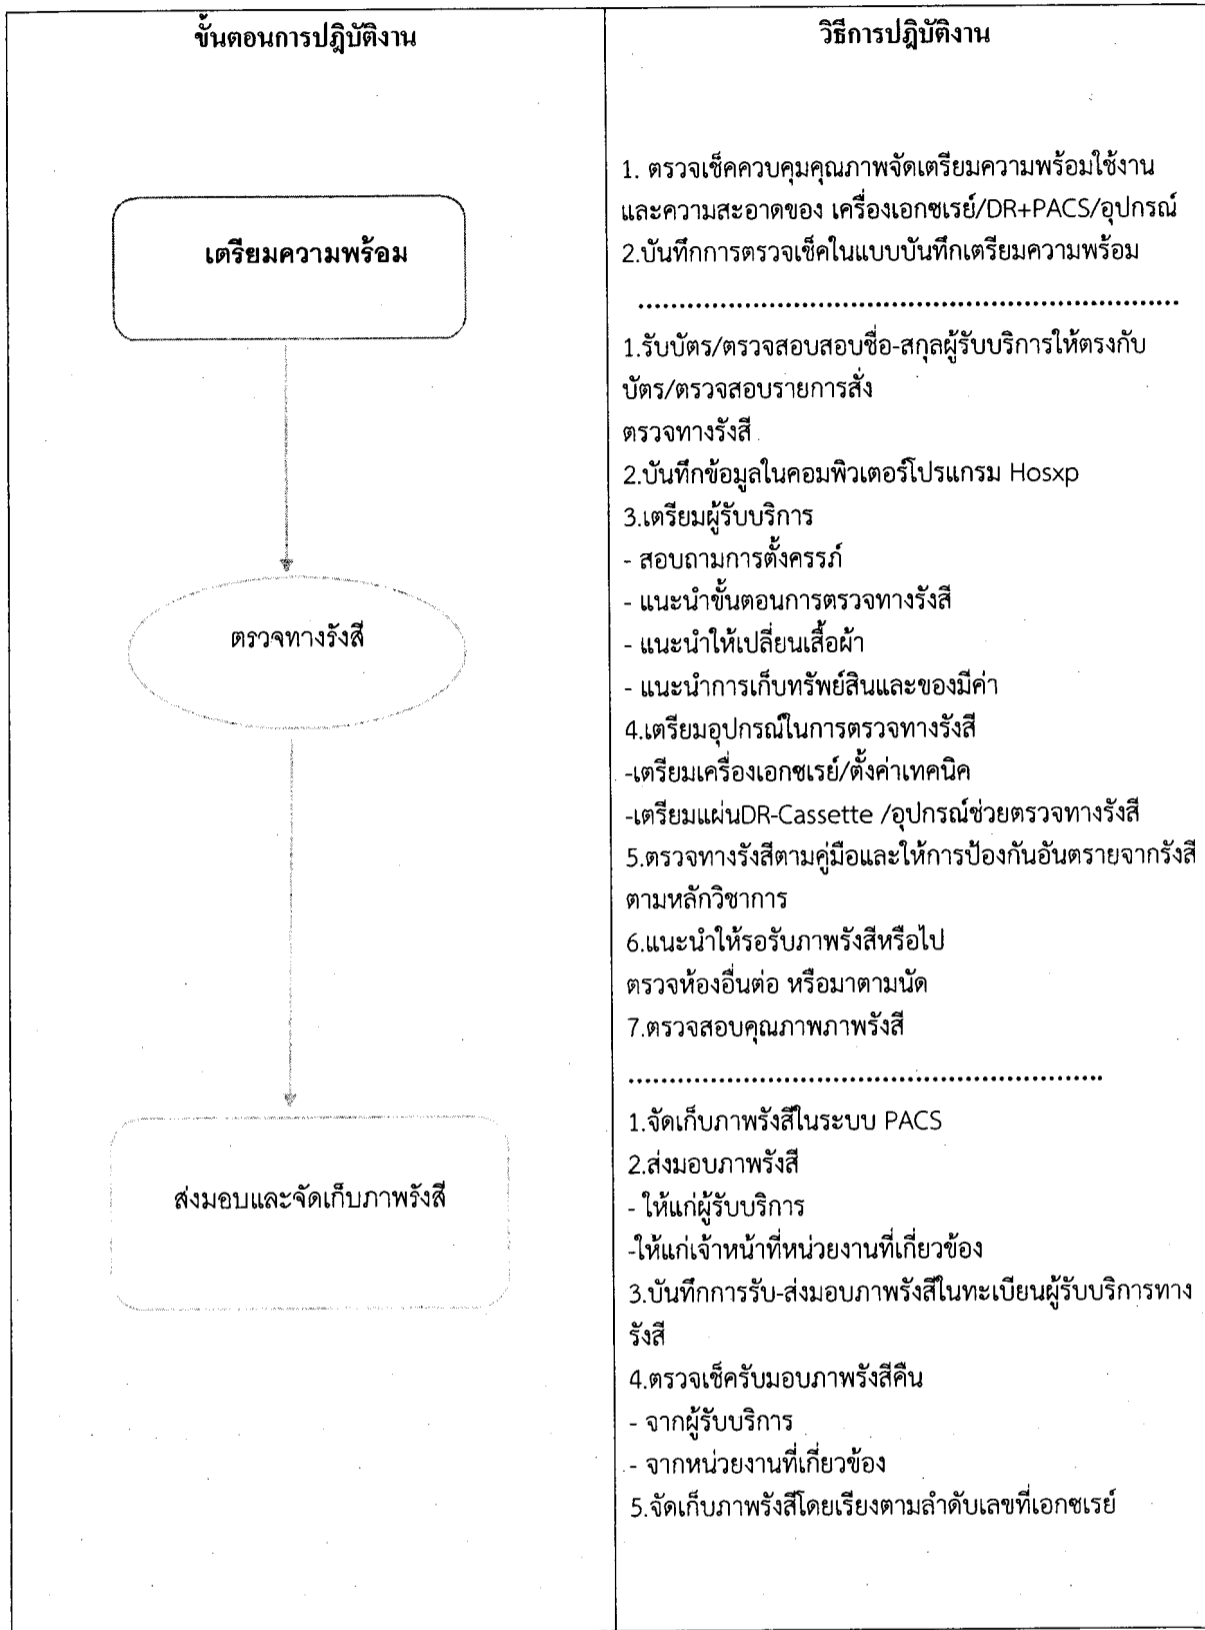 ขั้นตอนการปฎิบัติงาน
วิธีการปฎิบัติงาน
เตรียมความพร้อม
ตรวจทางรังสี
ส่งมอบและจัดเก็บภาพรังสี
1. ตรวจเช็คควบคุมคุณภาพจัดเตรียมความพร้อมใช้งาน
และความสะอาดของ เครื่องเอกซเรย์/DR+PACS/อุปกรณ์
2.บันทึกการตรวจเช็คในแบบบันทึกเตรียมความพร้อม
..................................................................
1.รับบัตร/ตรวจสอบสอบชื่อ-สกุลผู้รับบริการให้ตรงกับ
บัตร/ตรวจสอบรายการสั่ง
ตรวจทางรังสี
2.บันทึกข้อมูลในคอมพิวเตอร์โปรแกรม Hosxp
3.เตรียมผู้รับบริการ
- สอบถามการตั้งครรภ์
- แนะนำขั้นตอนการตรวจทางรังสี
- แนะนำให้เปลี่ยนเสื้อผ้า
- แนะนำการเก็บทรัพย์สินและของมีค่า
4.เตรียมอุปกรณ์ในการตรวจทางรังสี
-เตรียมเครื่องเอกซเรย์/ตั้งค่าเทคนิค
-เตรียมแผ่นDR-Cassette /อุปกรณ์ช่วยตรวจทางรังสี
5.ตรวจทางรังสีตามคู่มือและให้การป้องกันอันตรายจากรังสี
ตามหลักวิชาการ
6.แนะนำให้รอรับภาพรังสีหรือไป
ตรวจห้องอื่นต่อ หรือมาตามนัด
7.ตรวจสอบคุณภาพภาพรังสี
..........................................................
1.จัดเก็บภาพรังสีในระบบ PACS
2.ส่งมอบภาพรังสี
- ให้แก่ผู้รับบริการ
-ให้แก่เจ้าหน้าที่หน่วยงานที่เกี่ยวข้อง
3.บันทึกการรับ-ส่งมอบภาพรังสีในทะเบียนผู้รับบริการทาง
รังสี
4.ตรวจเช็ครับมอบภาพรังสีคืน
- จากผู้รับบริการ
- จากหน่วยงานที่เกี่ยวข้อง
5.จัดเก็บภาพรังสีโดยเรียงตามลำดับเลขที่เอกซเรย์